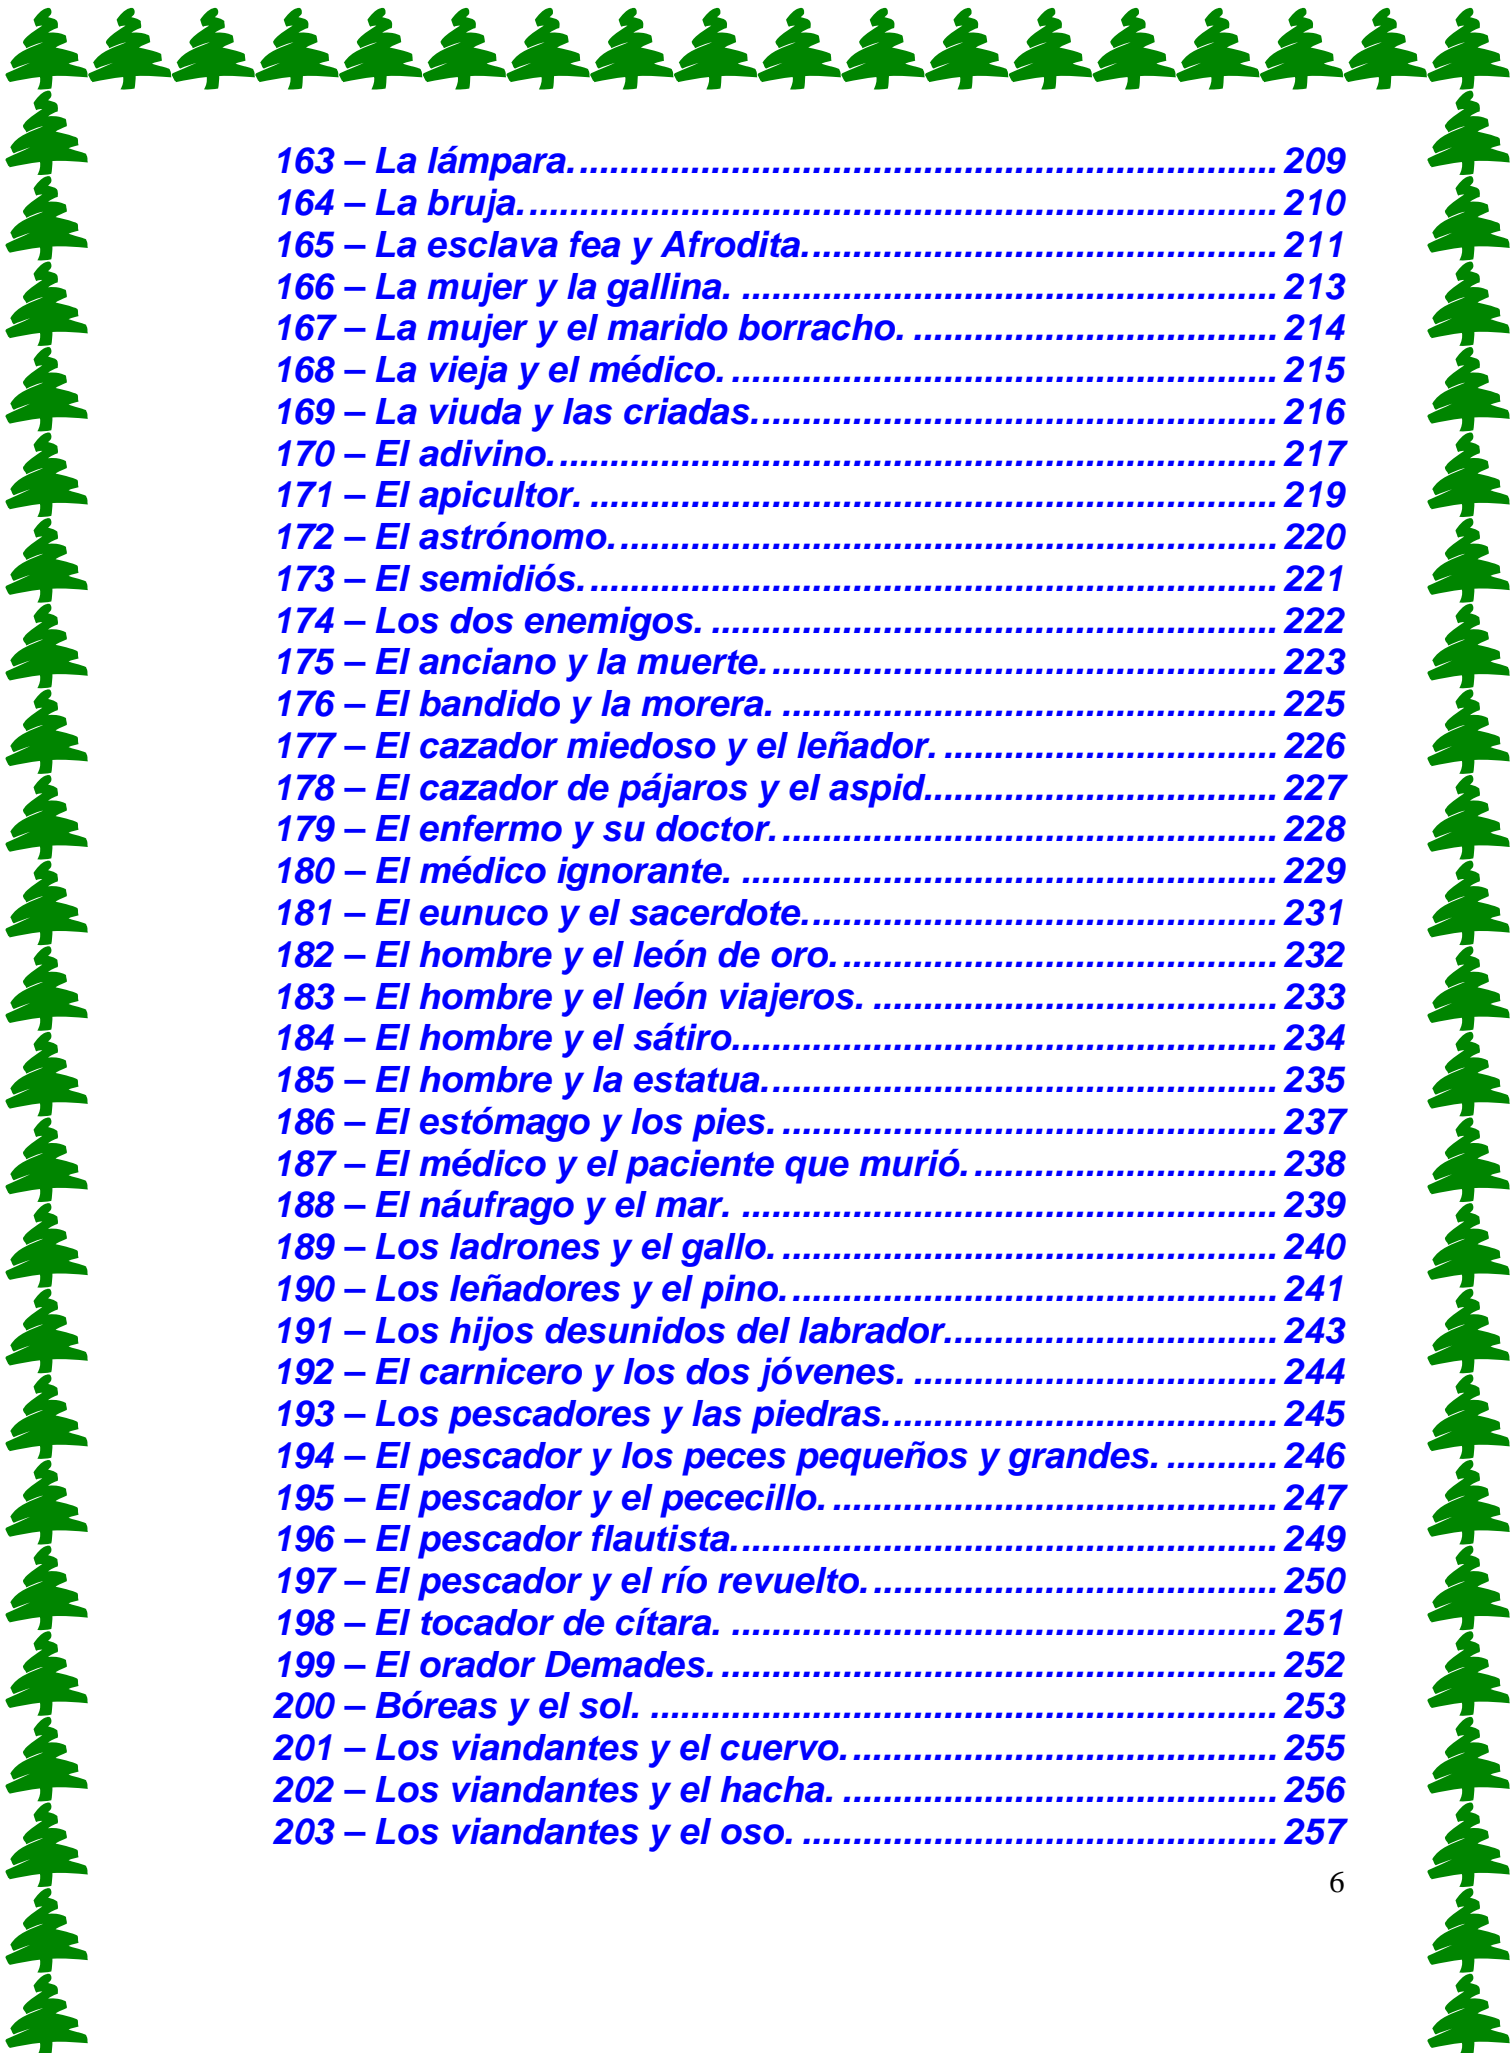 163 – La lámpara. ..................................................................... 209
164 – La bruja. .......................................................................... 210
165 – La esclava fea y Afrodita. .............................................. 211
166 – La mujer y la gallina. ..................................................... 213
167 – La mujer y el marido borracho. .................................... 214
168 – La vieja y el médico. ...................................................... 215
169 – La viuda y las criadas. ................................................... 216
170 – El adivino. ....................................................................... 217
171 – El apicultor. .................................................................... 219
172 – El astrónomo. ................................................................. 220
173 – El semidiós. .................................................................... 221
174 – Los dos enemigos. ........................................................ 222
175 – El anciano y la muerte. .................................................. 223
176 – El bandido y la morera. ................................................. 225
177 – El cazador miedoso y el leñador. ................................. 226
178 – El cazador de pájaros y el aspid. .................................. 227
179 – El enfermo y su doctor. ................................................. 228
180 – El médico ignorante. ..................................................... 229
181 – El eunuco y el sacerdote. .............................................. 231
182 – El hombre y el león de oro. ........................................... 232
183 – El hombre y el león viajeros. ........................................ 233
184 – El hombre y el sátiro. ..................................................... 234
185 – El hombre y la estatua. .................................................. 235
186 – El estómago y los pies. ................................................. 237
187 – El médico y el paciente que murió. .............................. 238
188 – El náufrago y el mar. ..................................................... 239
189 – Los ladrones y el gallo. ................................................. 240
190 – Los leñadores y el pino. ................................................ 241
191 – Los hijos desunidos del labrador. ................................ 243
192 – El carnicero y los dos jóvenes. .................................... 244
193 – Los pescadores y las piedras. ...................................... 245
194 – El pescador y los peces pequeños y grandes. ........... 246
195 – El pescador y el pececillo. ............................................ 247
196 – El pescador flautista. ..................................................... 249
197 – El pescador y el río revuelto. ........................................ 250
198 – El tocador de cítara. ...................................................... 251
199 – El orador Demades. ....................................................... 252
200 – Bóreas y el sol. .............................................................. 253
201 – Los viandantes y el cuervo. .......................................... 255
202 – Los viandantes y el hacha. ........................................... 256
203 – Los viandantes y el oso. ............................................... 257
6